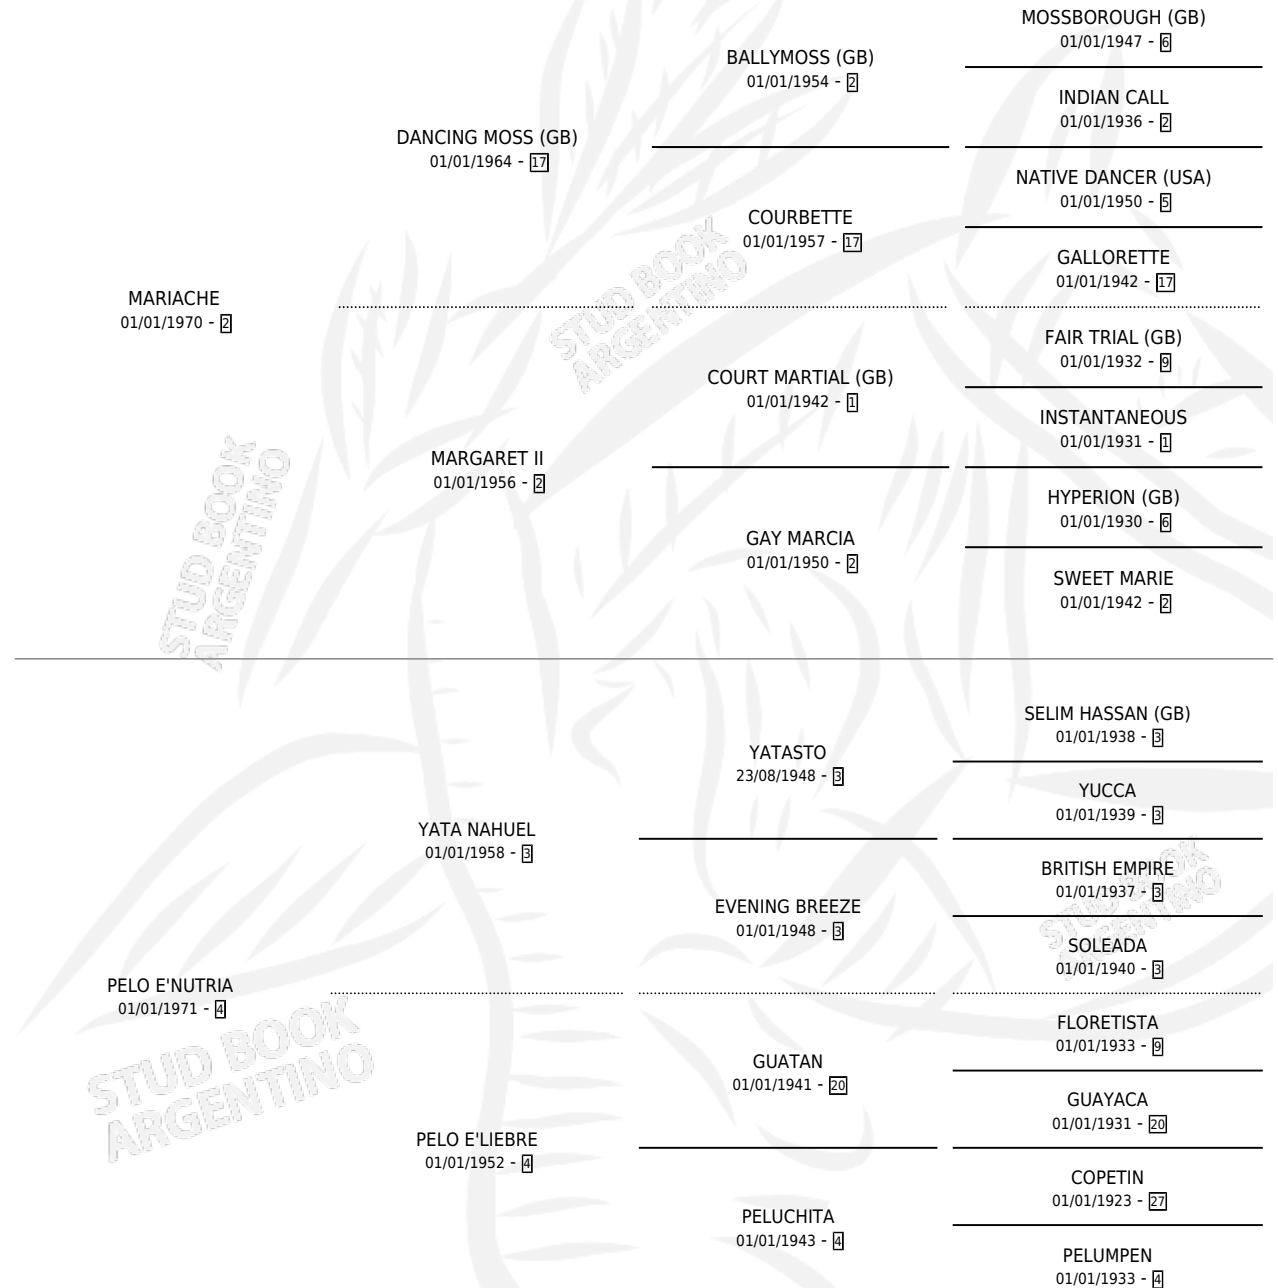 MOSSBOROUGH (GB)
01/01/1947 - 6
BALLYMOSS (GB)
01/01/1954 - 2
INDIAN CALL
01/01/1936 - 2
DANCING MOSS (GB)
01/01/1964 - 17
NATIVE DANCER (USA)
01/01/1950 - 5
COURBETTE
01/01/1957 - 17
GALLORETTE
01/01/1942 - 17
MARIACHE
01/01/1970 - 2
FAIR TRIAL (GB)
01/01/1932 - 9
COURT MARTIAL (GB)
01/01/1942 - 1
INSTANTANEOUS
01/01/1931 - 1
MARGARET II
01/01/1956 - 2
HYPERION (GB)
01/01/1930 - 6
GAY MARCIA
01/01/1950 - 2
SWEET MARIE
01/01/1942 - 2
SELIM HASSAN (GB)
01/01/1938 - 3
YATASTO
23/08/1948 - 3
YUCCA
01/01/1939 - 3
YATA NAHUEL
01/01/1958 - 3
BRITISH EMPIRE
01/01/1937 - 3
EVENING BREEZE
01/01/1948 - 3
SOLEADA
01/01/1940 - 3
PELO E'NUTRIA
01/01/1971 - 4
FLORETISTA
01/01/1933 - 9
GUATAN
01/01/1941 - 20
GUAYACA
01/01/1931 - 20
PELO E'LIEBRE
01/01/1952 - 4
COPETIN
01/01/1923 - 27
PELUCHITA
01/01/1943 - 4
PELUMPEN
01/01/1933 - 4
STUD BOOK
ARGENTINO
STUD BOOK
ARGENTINO
STUD BOOK
ARGENTINO
STUD BOOK
ARGENTINO